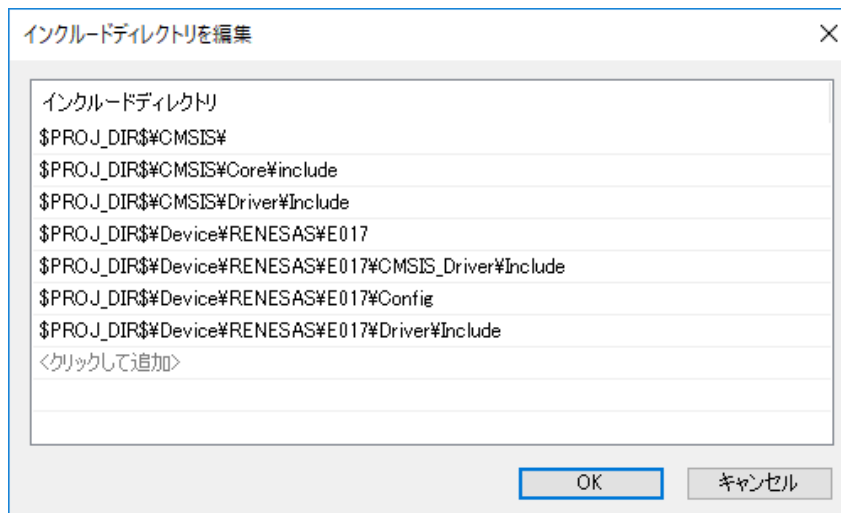 インクルードディレクトリを編集
インクルードディレクトリ
$PROJ_DIR$¥CMSIS¥
$PROJ_DIR$¥CMSIS¥Core¥include
$PROJ_DIR$¥CMSIS¥Driver¥Include
$PROJ_DIR$¥Device¥RENESAS¥E017
$PROJ_DIR$¥Device¥RENESAS¥E017¥CMSIS_Driver¥Include
$PROJ_DIR$¥Device¥RENESAS¥E017¥Config
$PROJ_DIR$¥Device¥RENESAS¥E017¥Driver¥Include
<クリックして追加>
OK キャンセル